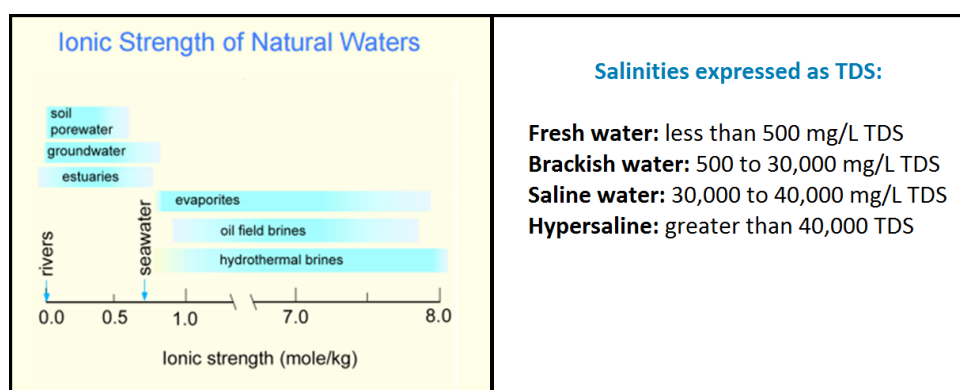 Ionic Strength of Natural Waters
soil
porewater
groundwater
estuaries
evaporites
oil field brines
hydrothermal brines
rivers
seawater
0.0 0.5 1.0 7.0 8.0
Ionic strength (mole/kg)
Salinities expressed as TDS:
Fresh water: less than 500 mg/L TDS
Brackish water: 500 to 30,000 mg/L TDS
Saline water: 30,000 to 40,000 mg/L TDS
Hypersaline: greater than 40,000 TDS